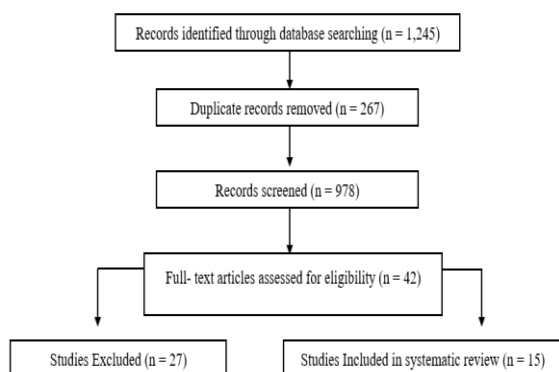 Records identified through database searching (n = 1,245)
Duplicate records removed (n = 267)
Records screened (n = 978)
Full- text articles assessed for eligibility (n = 42)
Studies Excluded (n = 27)
Studies Included in systematic review (n = 15)